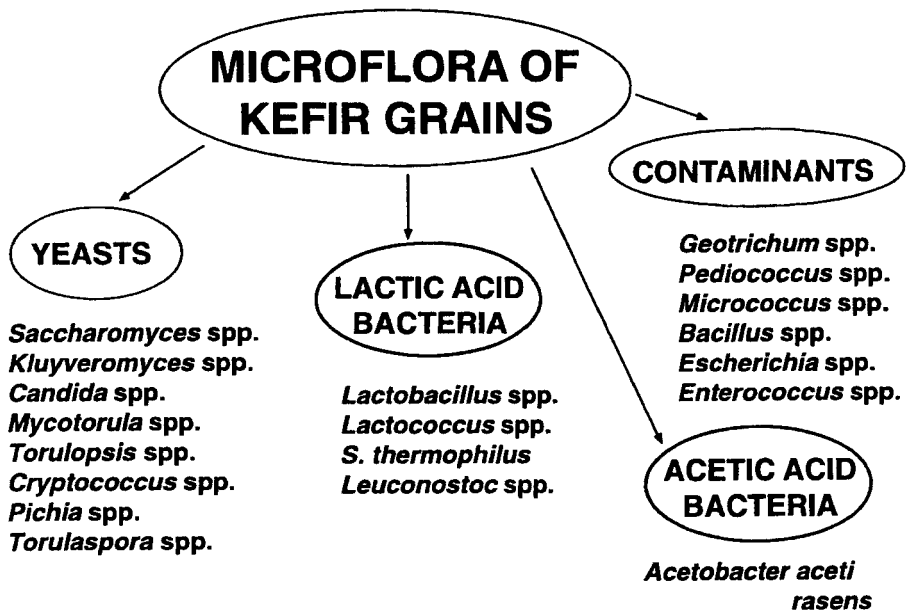 MICROFLORA OF
KEFIR GRAINS
YEASTS
Saccharomyces spp.
Kluyveromyces spp.
Candida spp.
Mycotorula spp.
Torulopsis spp.
Cryptococcus spp.
Pichia spp.
Torulaspora spp.
LACTIC ACID
BACTERIA
Lactobacillus spp.
Lactococcus spp.
S. thermophilus
Leuconostoc spp.
CONTAMINANTS
Geotrichum spp.
Pediococcus spp.
Micrococcus spp.
Bacillus spp.
Escherichia spp.
Enterococcus spp.
ACETIC ACID
BACTERIA
Acetobacter aceti
rasens